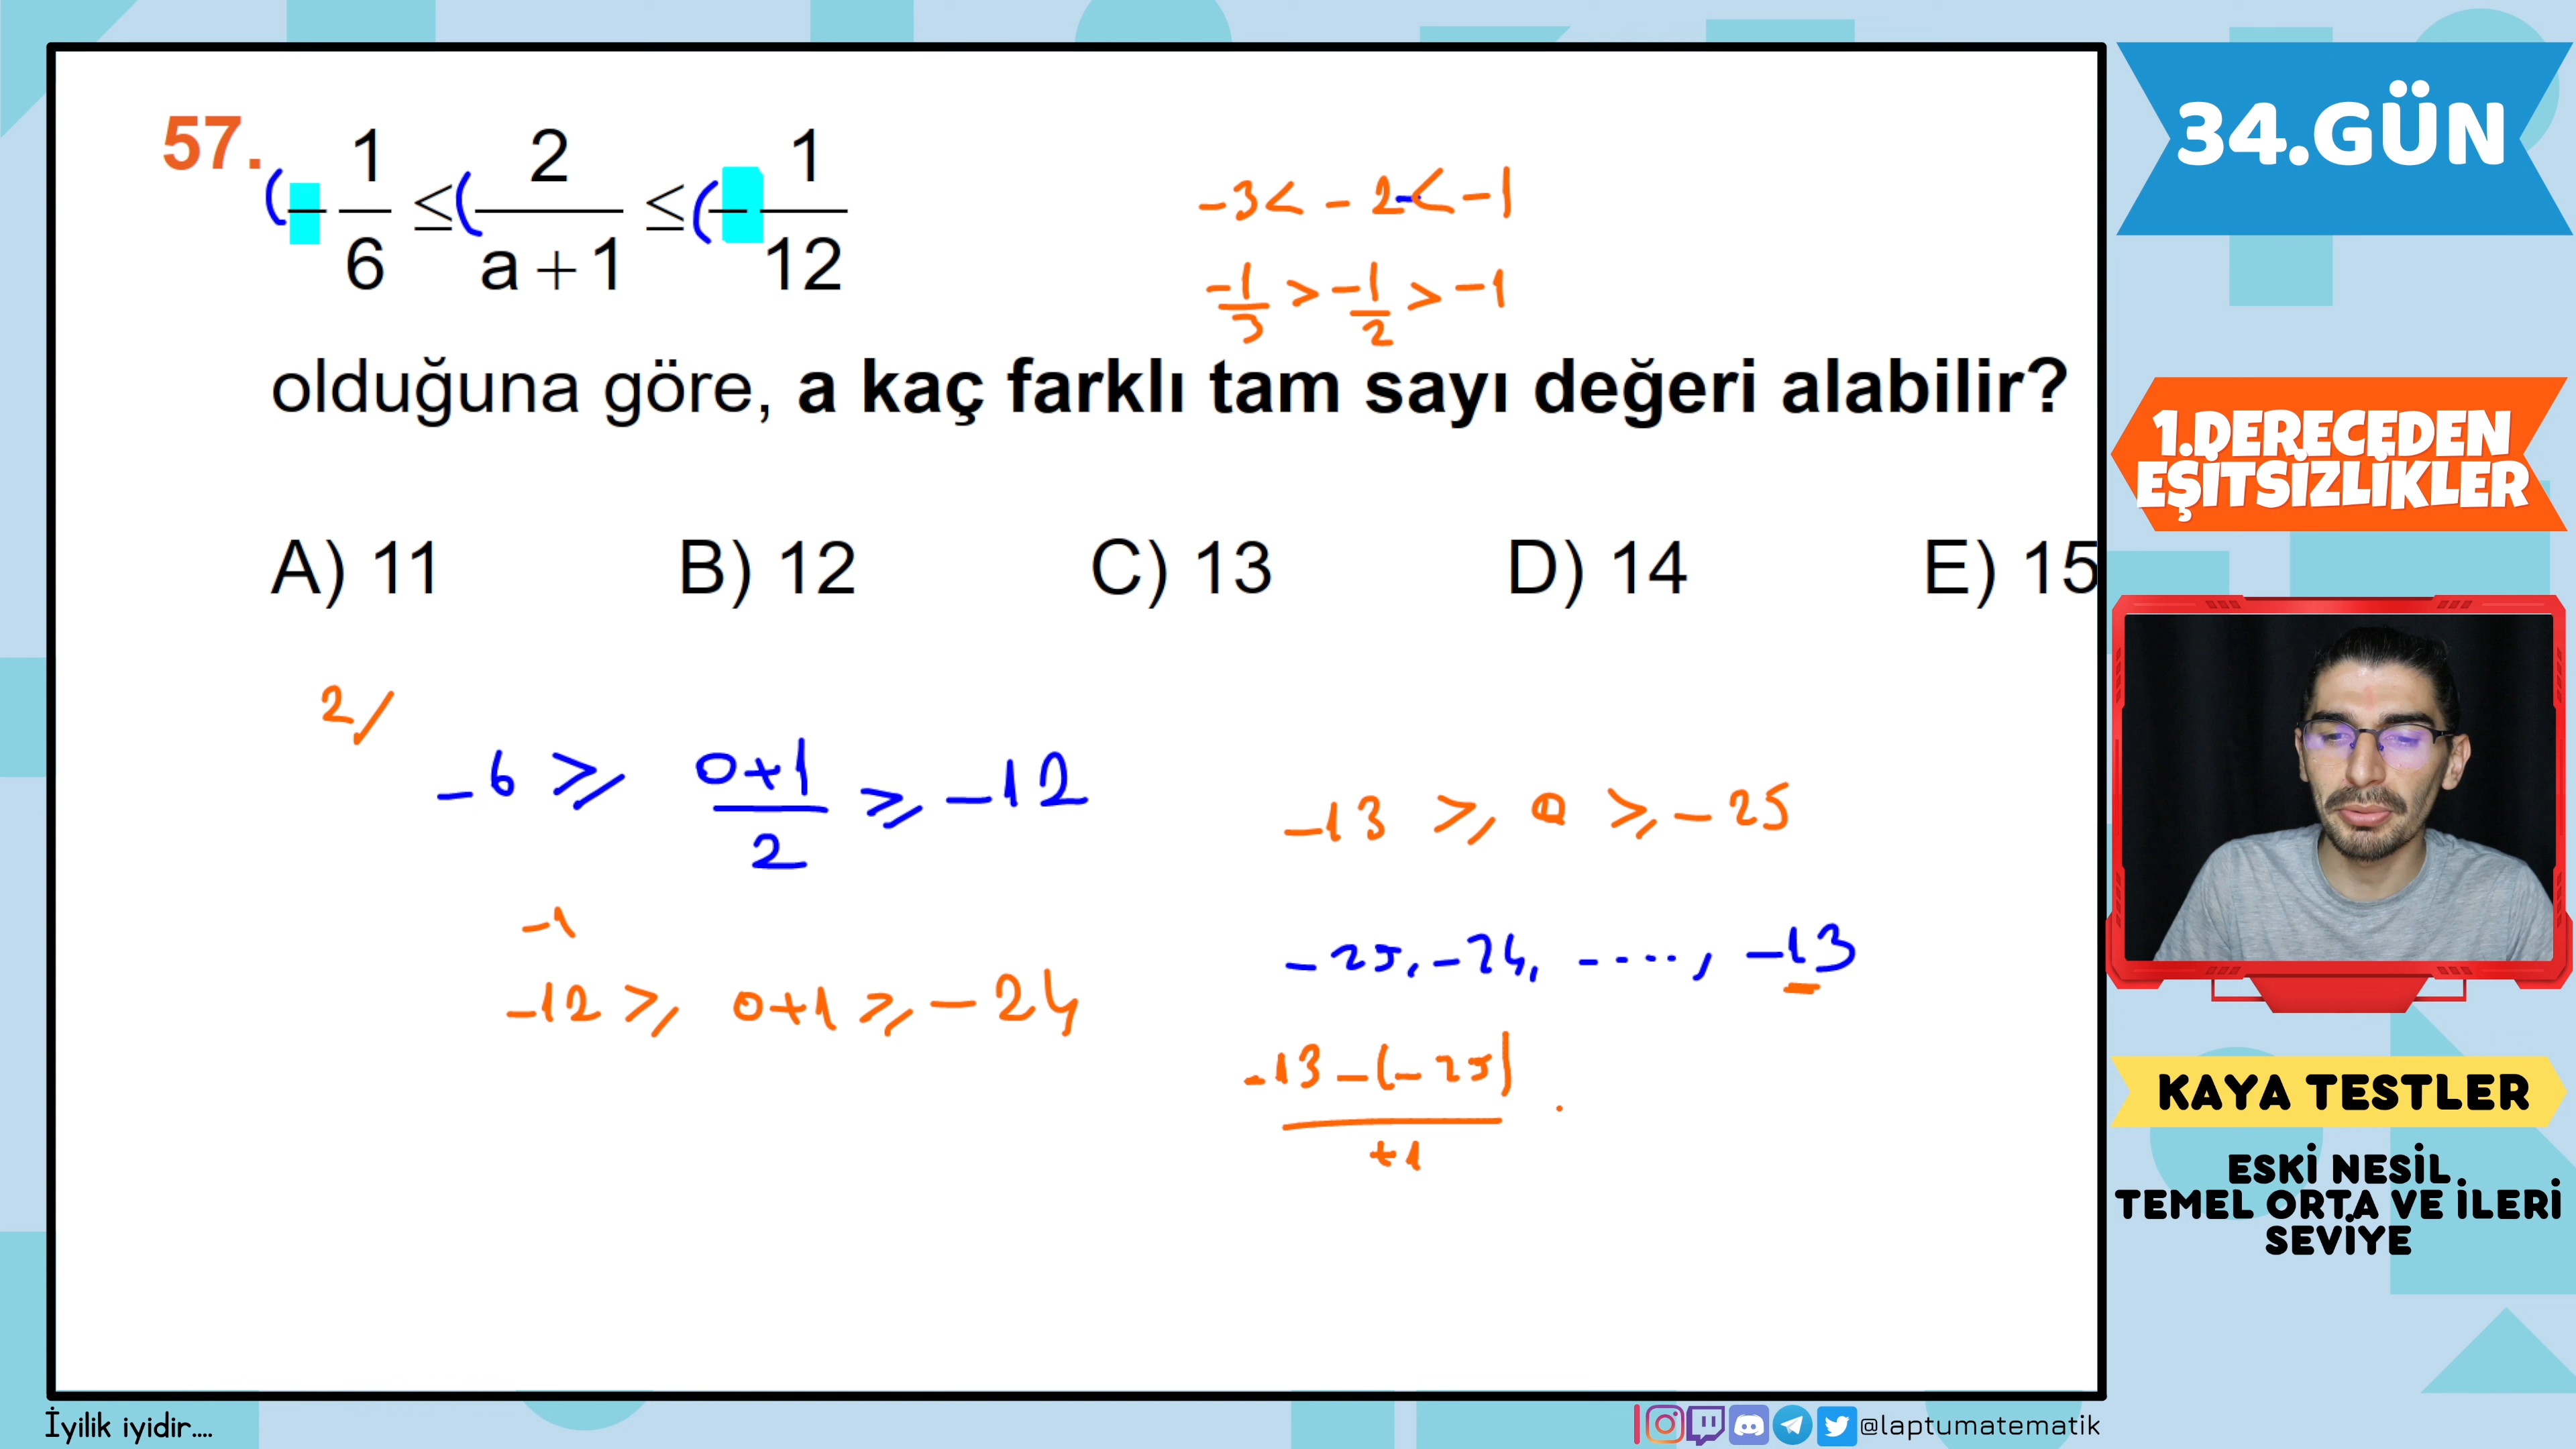 57. (-1/6 ≤ (2/(a+1) ≤ (-1/12
-3 < -2 < -1
-1/3 > -1/2 > -1
olduğuna göre, a kaç farklı tam sayı değeri alabilir?
A) 11 B) 12 C) 13 D) 14 E) 15
2/
-6 ≥ a+1/2 ≥ -12
-13 ≥ a ≥ -25
-1
-12 ≥ a+1 ≥ -24
-25, -24, ----, -13
-13-(-25)
+1
34.GÜN
1.DERECEDEN
EŞİTSİZLİKLER
KAYA TESTLER
ESKİ NESİL
TEMEL ORTA VE İLERİ
SEVİYE
İyilik iyidir....
@laptumatematik